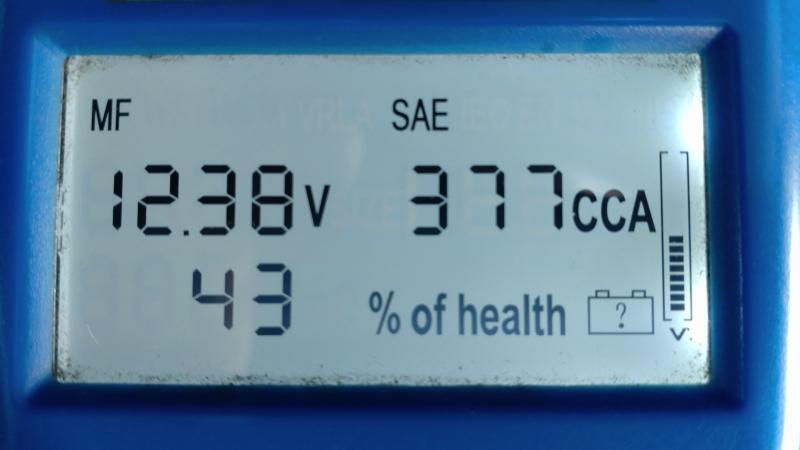 MF SAE
12.38V 377CCA
43 % of health ?
V